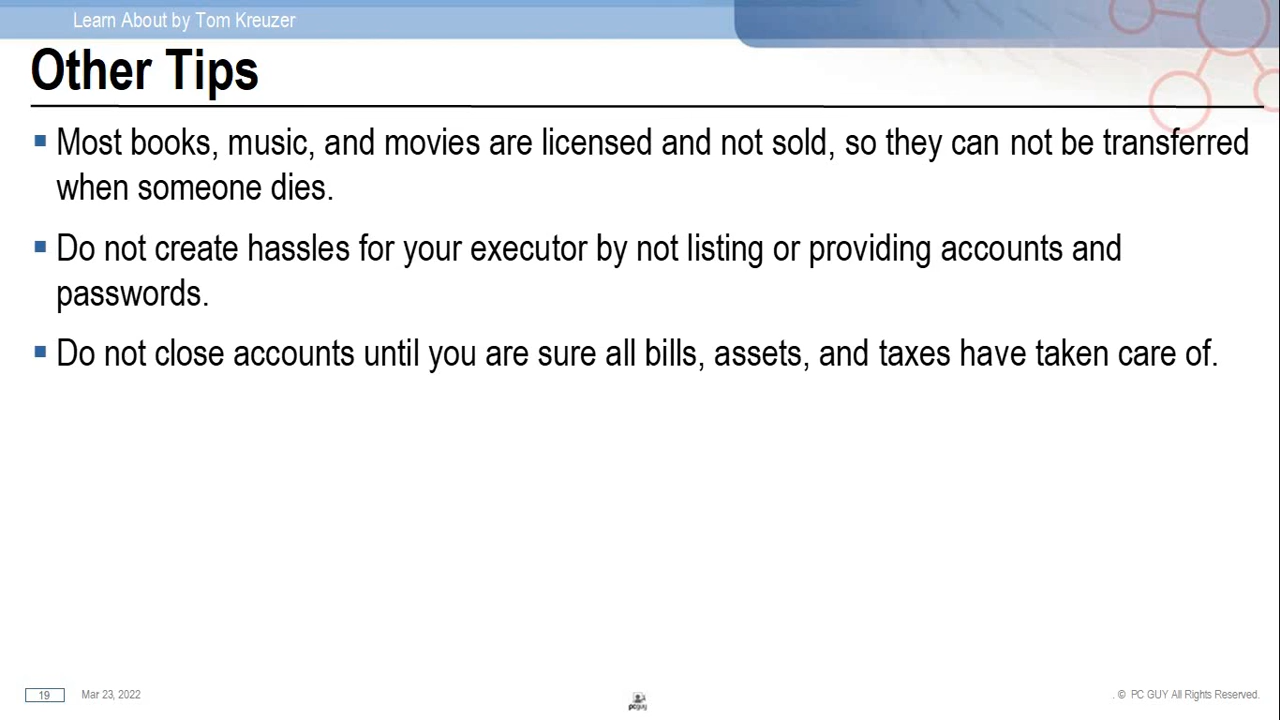 Learn About by Tom Kreuzer
Other Tips
▪ Most books, music, and movies are licensed and not sold, so they can not be transferred
when someone dies.
▪ Do not create hassles for your executor by not listing or providing accounts and
passwords.
▪ Do not close accounts until you are sure all bills, assets, and taxes have taken care of.
19 Mar 23, 2022
pcguy
. © PC GUY All Rights Reserved.